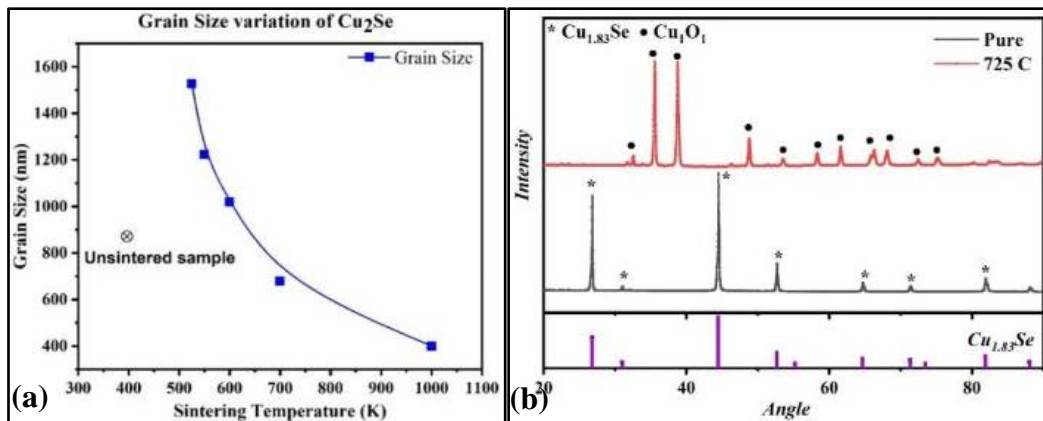 Grain Size variation of Cu₂Se
Grain Size
1600
1400
1200
1000
800
600
400
Grain Size (nm)
Unsintered sample
300 400 500 600 700 800 900 1000 1100
Sintering Temperature (K)
(a)
* Cu₁.₈₃Se • Cu₁O₁
Pure
725 C
Intensity
Cu₁.₈₃Se
20 40 60 80
Angle
(b)